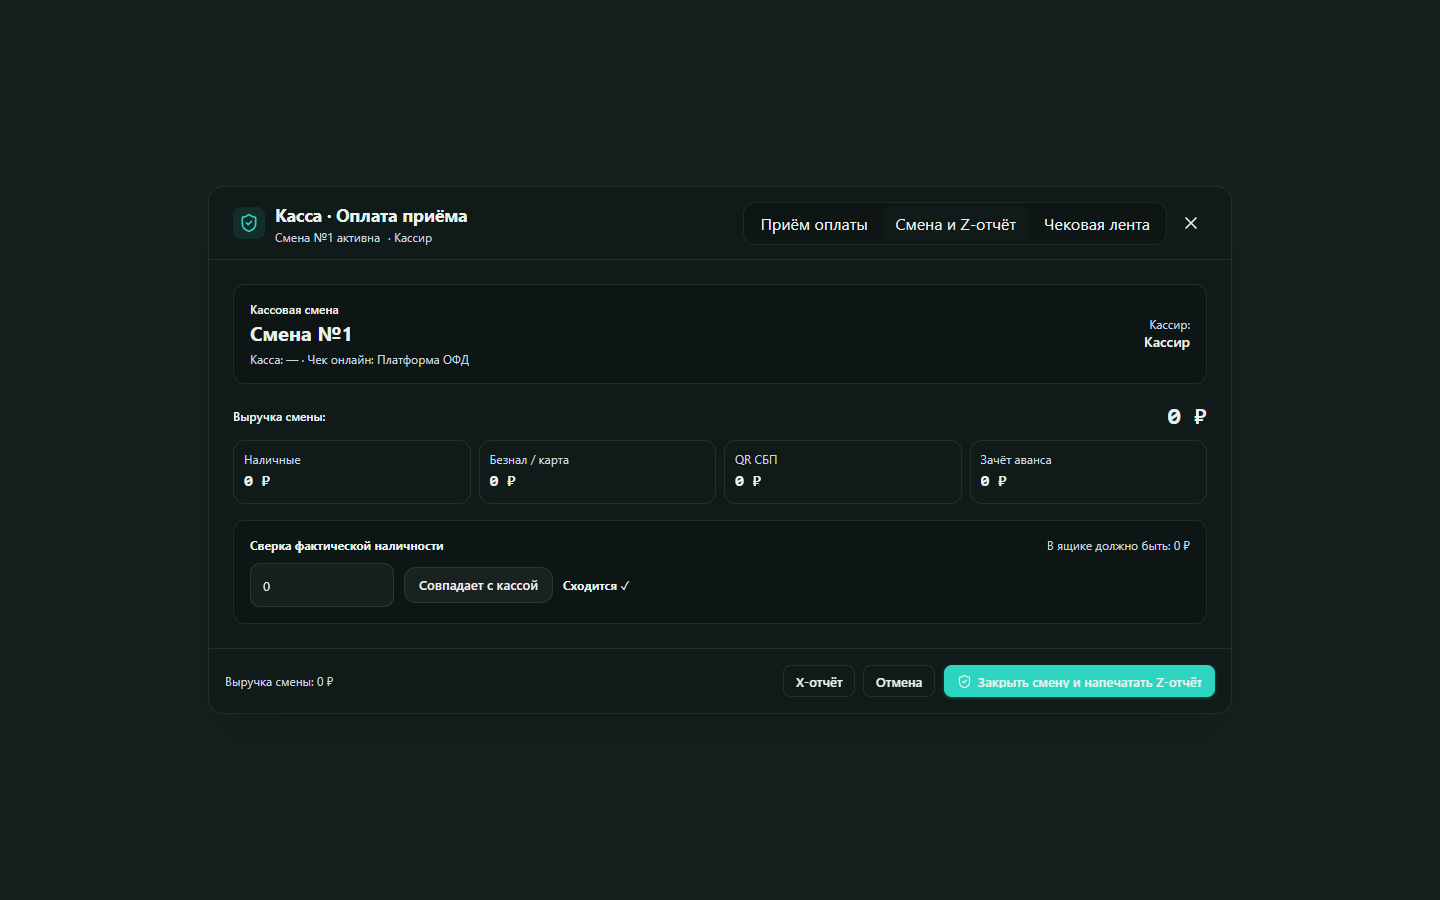 Касса · Оплата приёма
Смена №1 активна · Кассир
Приём оплаты
Смена и Z-отчёт
Чековая лента
Кассовая смена
Смена №1
Касса: — · Чек онлайн: Платформа ОФД
Кассир:
Кассир
Выручка смены:
0 ₽
Наличные
0 ₽
Безнал / карта
0 ₽
QR СБП
0 ₽
Зачёт аванса
0 ₽
Сверка фактической наличности
В ящике должно быть: 0 ₽
0
Совпадает с кассой
Сходится ✓
Выручка смены: 0 ₽
X-отчёт
Отмена
Закрыть смену и напечатать Z-отчёт